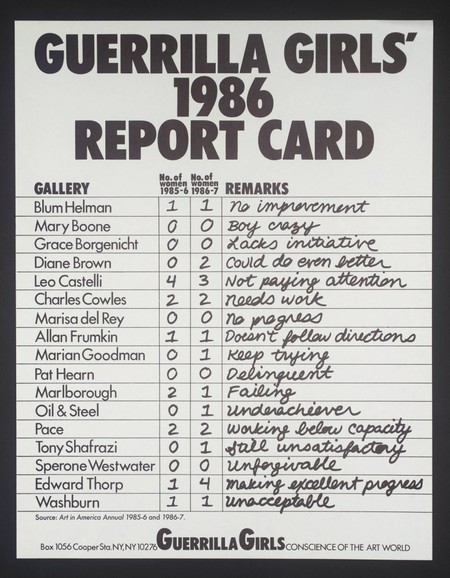 GUERRILLA GIRLS'
1986
REPORT CARD
GALLERY No. of women 1985-6 No. of women 1986-7 REMARKS
Blum Helman 1 1 no improvement
Mary Boone 0 0 Boy crazy
Grace Borgenicht 0 0 Lacks initiative
Diane Brown 0 2 Could do even better
Leo Castelli 4 3 Not paying attention
Charles Cowles 2 2 needs work
Marisa del Rey 0 0 no progress
Allan Frumkin 1 1 Doesn't follow directions
Marian Goodman 0 1 Keep trying
Pat Hearn 0 0 Delinquent
Marlborough 2 1 Failing
Oil & Steel 0 1 underachiever
Pace 2 2 Working below capacity
Tony Shafrazi 0 1 still unsatisfactory
Sperone Westwater 0 0 unforgivable
Edward Thorp 1 4 making excellent progress
Washburn 1 1 unacceptable
Source: Art in America Annual 1985-6 and 1986-7.
Box 1056 Cooper Sta. NY, NY 10276 GUERRILLA GIRLS CONSCIENCE OF THE ART WORLD